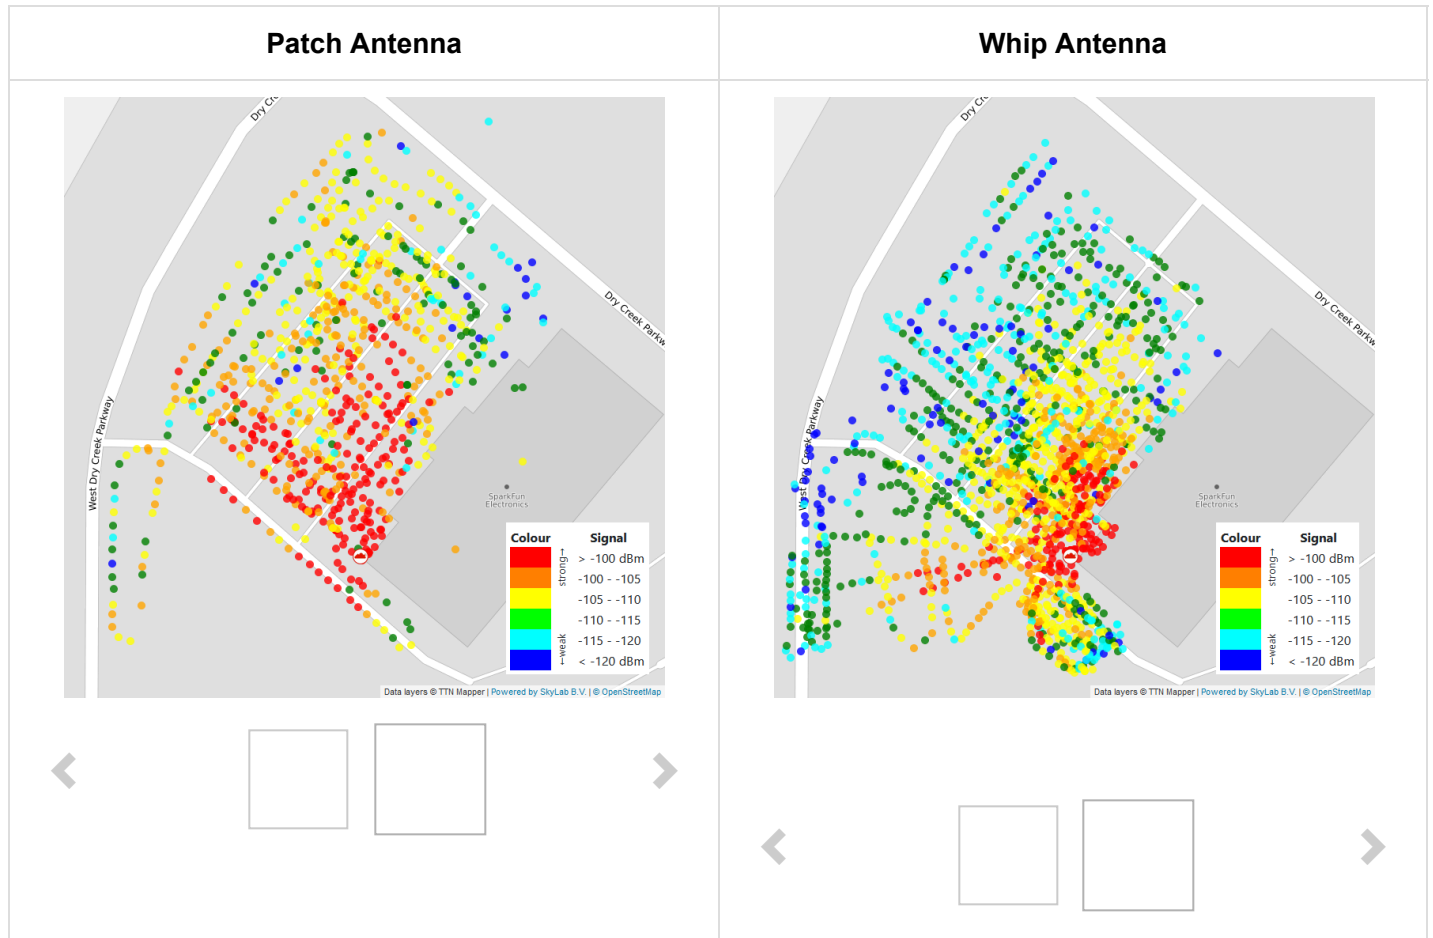 Patch Antenna
Dry Cre
Dry Creek Parkw
West Dry Creek Parkway
SparkFun
Electronics
Colour Signal
strong→
> -100 dBm
-100 - -105
-105 - -110
-110 - -115
-115 - -120
< -120 dBm
←weak
Data layers © TTN Mapper | Powered by SkyLab B.V. | © OpenStreetMap
Whip Antenna
Dry Cre
Dry Creek Parkw
West Dry Creek Parkway
SparkFun
Electronics
Colour Signal
strong→
> -100 dBm
-100 - -105
-105 - -110
-110 - -115
-115 - -120
< -120 dBm
←weak
Data layers © TTN Mapper | Powered by SkyLab B.V. | © OpenStreetMap